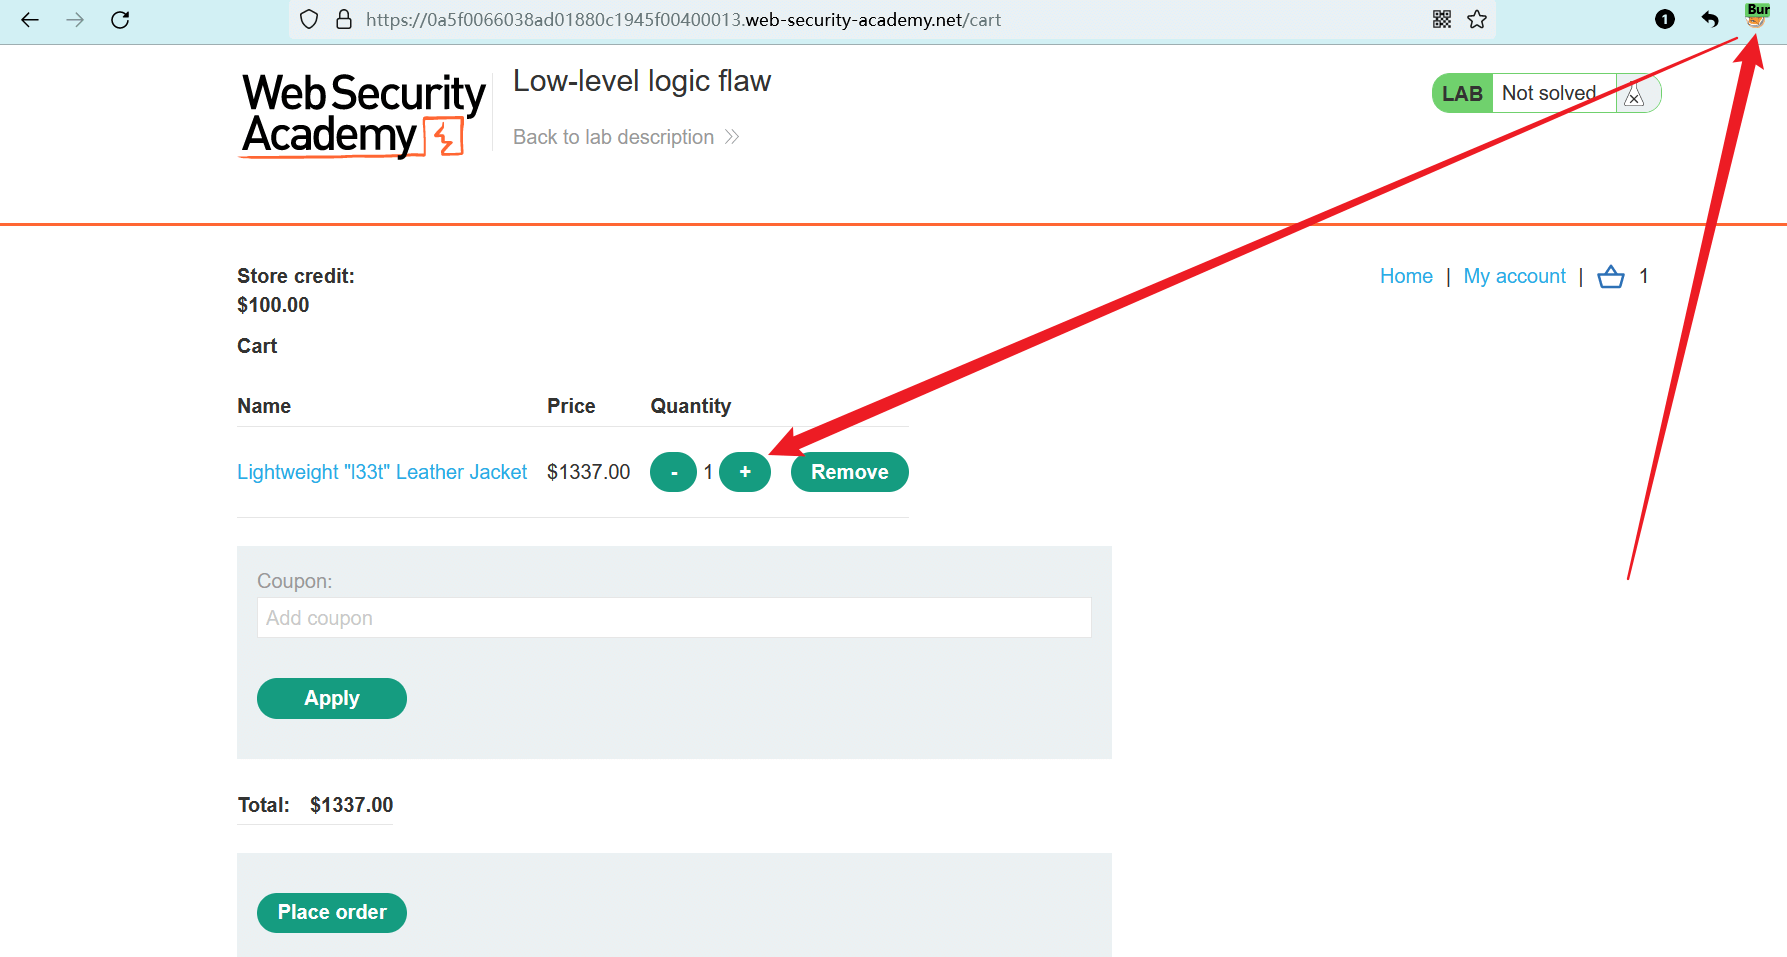 https://0a5f0066038ad01880c1945f00400013.web-security-academy.net/cart
1
Bur
Web Security
Academy
Low-level logic flaw
Back to lab description
LAB Not solved
Home | My account | 1
Store credit:
$100.00
Cart
Name Price Quantity
Lightweight "l33t" Leather Jacket $1337.00 - 1 + Remove
Coupon:
Add coupon
Apply
Total: $1337.00
Place order